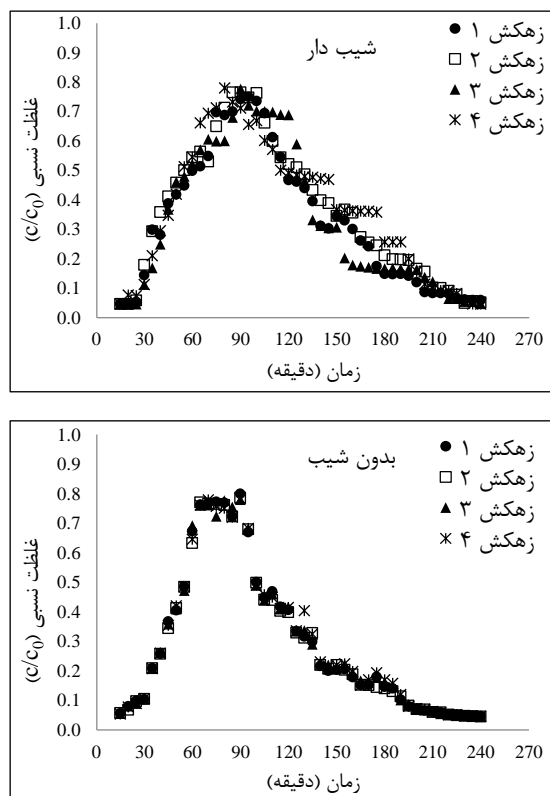 شیب دار
زهکش ۱
زهکش ۲
زهکش ۳
زهکش ۴
غلظت نسبی (c/c0)
1.0
0.9
0.8
0.7
0.6
0.5
0.4
0.3
0.2
0.1
0.0
0 30 60 90 120 150 180 210 240
زمان (دقیقه)
بدون شیب
زهکش ۱
زهکش ۲
زهکش ۳
زهکش ۴
غلظت نسبی (c/c0)
1.0
0.9
0.8
0.7
0.6
0.5
0.4
0.3
0.2
0.1
0.0
0 30 60 90 120 150 180 210 240
زمان (دقیقه)